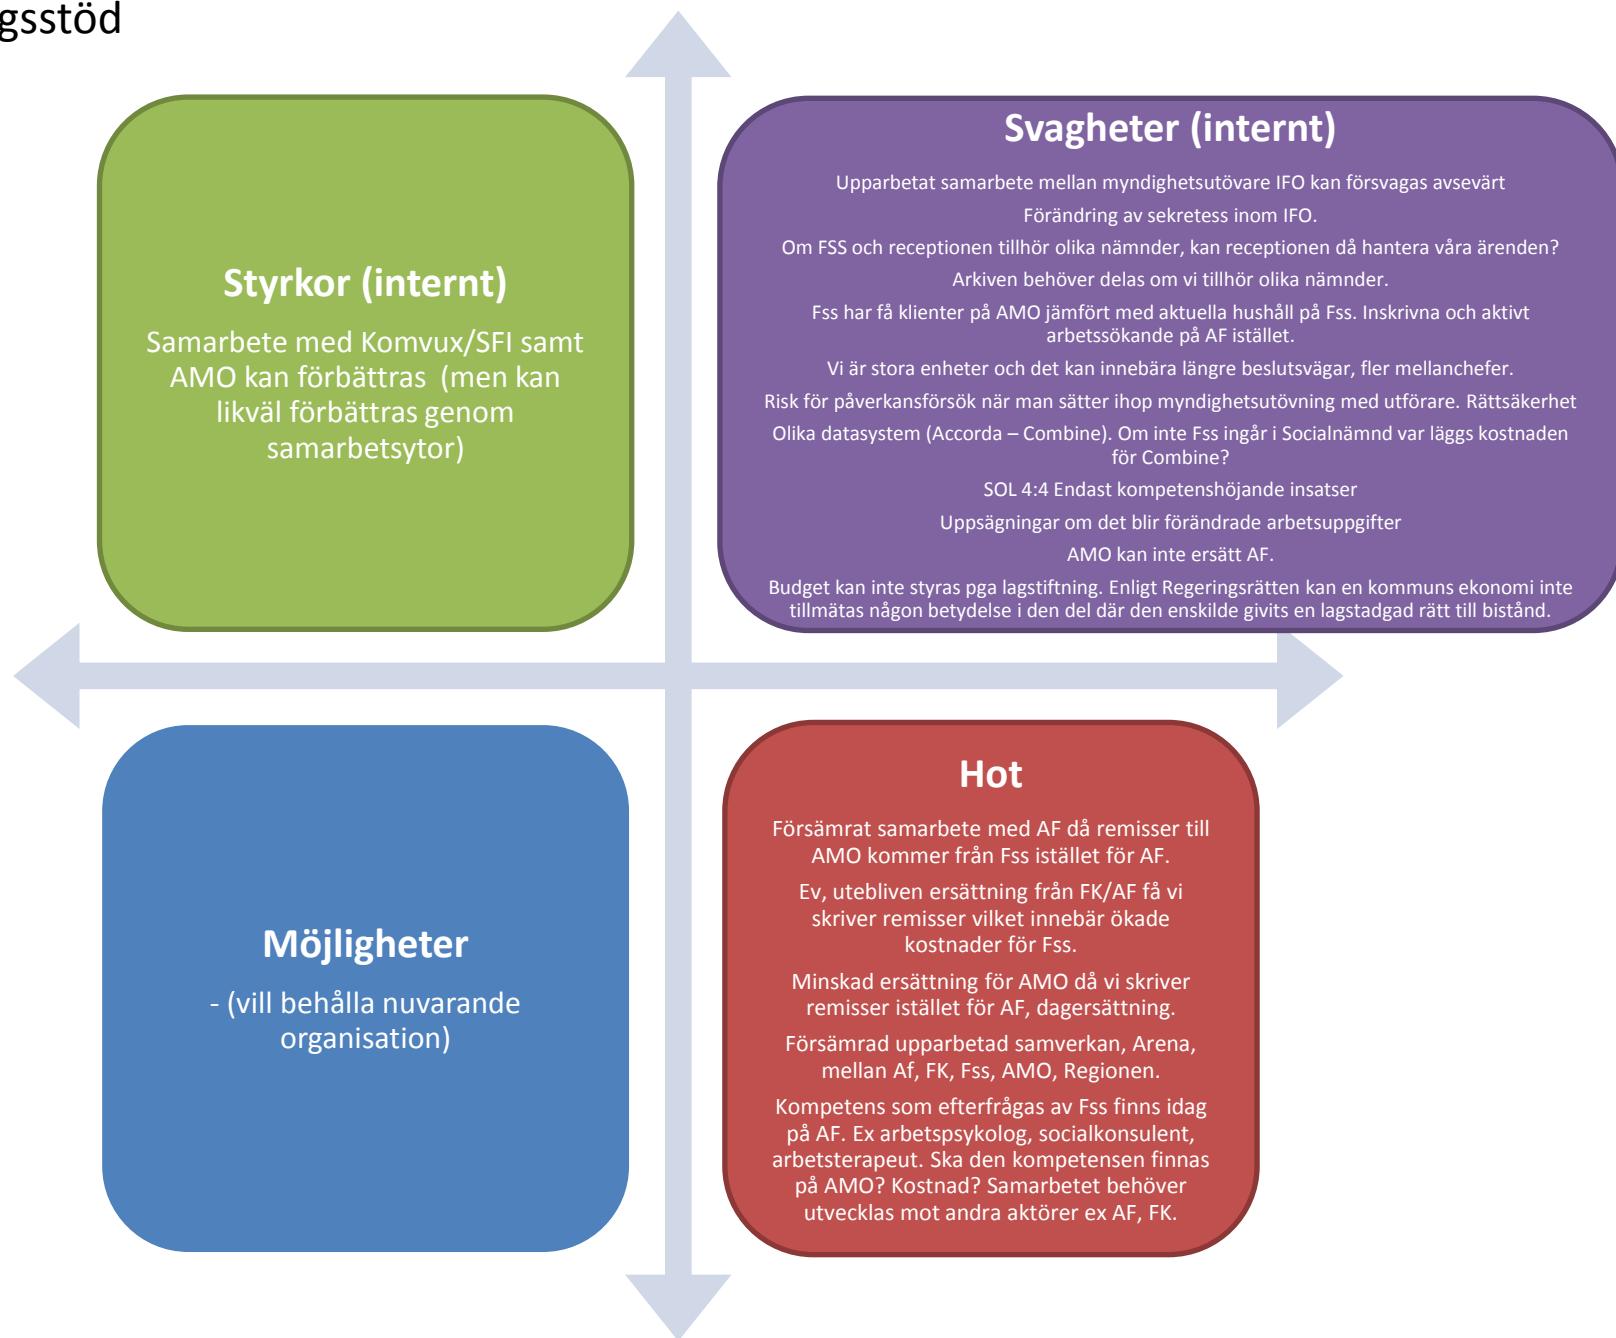 gsstöd
Styrkor (internt)
Samarbete med Komvux/SFI samt
AMO kan förbättras (men kan
likväl förbättras genom
samarbetsytor)
Svagheter (internt)
Upparbetat samarbete mellan myndighetsutövare IFO kan försvagas avsevärt
Förändring av sekretess inom IFO.
Om FSS och receptionen tillhör olika nämnder, kan receptionen då hantera våra ärenden?
Arkiven behöver delas om vi tillhör olika nämnder.
Fss har få klienter på AMO jämfört med aktuella hushåll på Fss. Inskrivna och aktivt
arbetssökande på AF istället.
Vi är stora enheter och det kan innebära längre beslutsvägar, fler mellanchefer.
Risk för påverkansförsök när man sätter ihop myndighetsutövning med utförare. Rättsäkerhet
Olika datasystem (Accorda – Combine). Om inte Fss ingår i Socialnämnd var läggs kostnaden
för Combine?
SOL 4:4 Endast kompetenshöjande insatser
Uppsägningar om det blir förändrade arbetsuppgifter
AMO kan inte ersätt AF.
Budget kan inte styras pga lagstiftning. Enligt Regeringsrätten kan en kommuns ekonomi inte
tillmätas någon betydelse i den del där den enskilde givits en lagstadgad rätt till bistånd.
Möjligheter
- (vill behålla nuvarande
organisation)
Hot
Försämrat samarbete med AF då remisser till
AMO kommer från Fss istället för AF.
Ev, utebliven ersättning från FK/AF få vi
skriver remisser vilket innebär ökade
kostnader för Fss.
Minskad ersättning för AMO då vi skriver
remisser istället för AF, dagersättning.
Försämrad upparbetad samverkan, Arena,
mellan Af, FK, Fss, AMO, Regionen.
Kompetens som efterfrågas av Fss finns idag
på AF. Ex arbetspsykolog, socialkonsulent,
arbetsterapeut. Ska den kompetensen finnas
på AMO? Kostnad? Samarbetet behöver
utvecklas mot andra aktörer ex AF, FK.